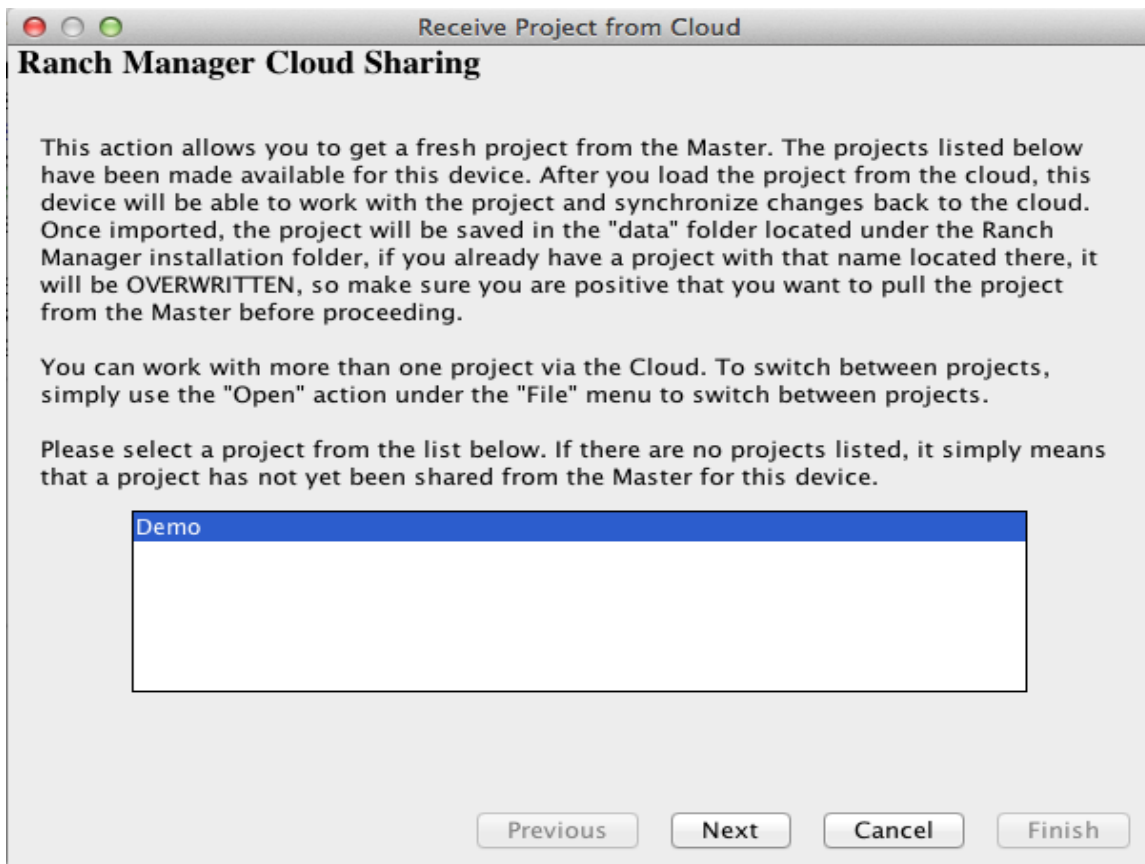 Receive Project from Cloud
Ranch Manager Cloud Sharing
This action allows you to get a fresh project from the Master. The projects listed below
have been made available for this device. After you load the project from the cloud, this
device will be able to work with the project and synchronize changes back to the cloud.
Once imported, the project will be saved in the "data" folder located under the Ranch
Manager installation folder, if you already have a project with that name located there, it
will be OVERWRITTEN, so make sure you are positive that you want to pull the project
from the Master before proceeding.
You can work with more than one project via the Cloud. To switch between projects,
simply use the "Open" action under the "File" menu to switch between projects.
Please select a project from the list below. If there are no projects listed, it simply means
that a project has not yet been shared from the Master for this device.
Demo
Previous Next Cancel Finish